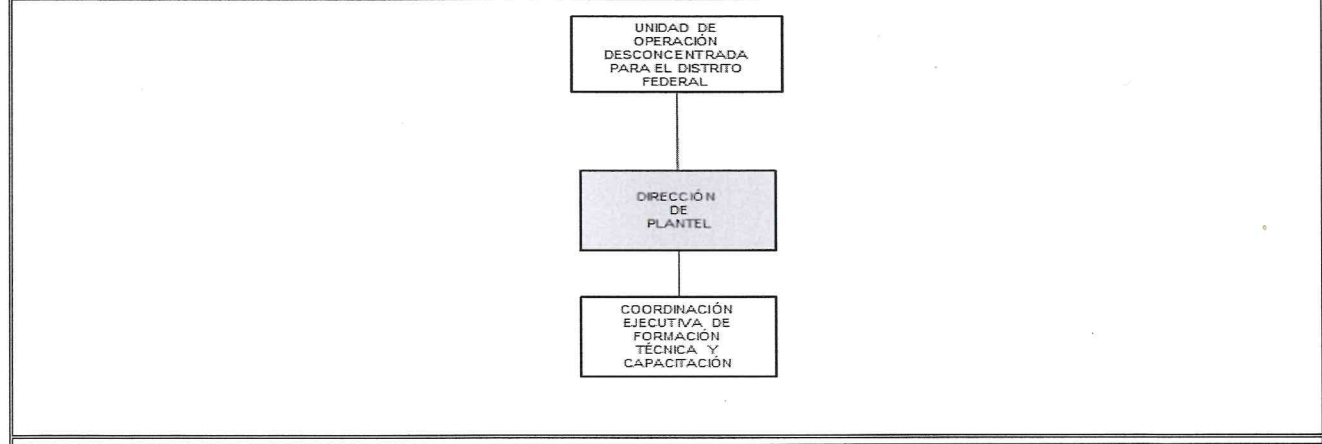 UNIDAD DE
OPERACIÓN
DESCONCENTRADA
PARA EL DISTRITO
FEDERAL
DIRECCIÓN
DE
PLANTEL
COORDINACIÓN
EJECUTIVA DE
FORMACIÓN
TÉCNICA Y
CAPACITACIÓN